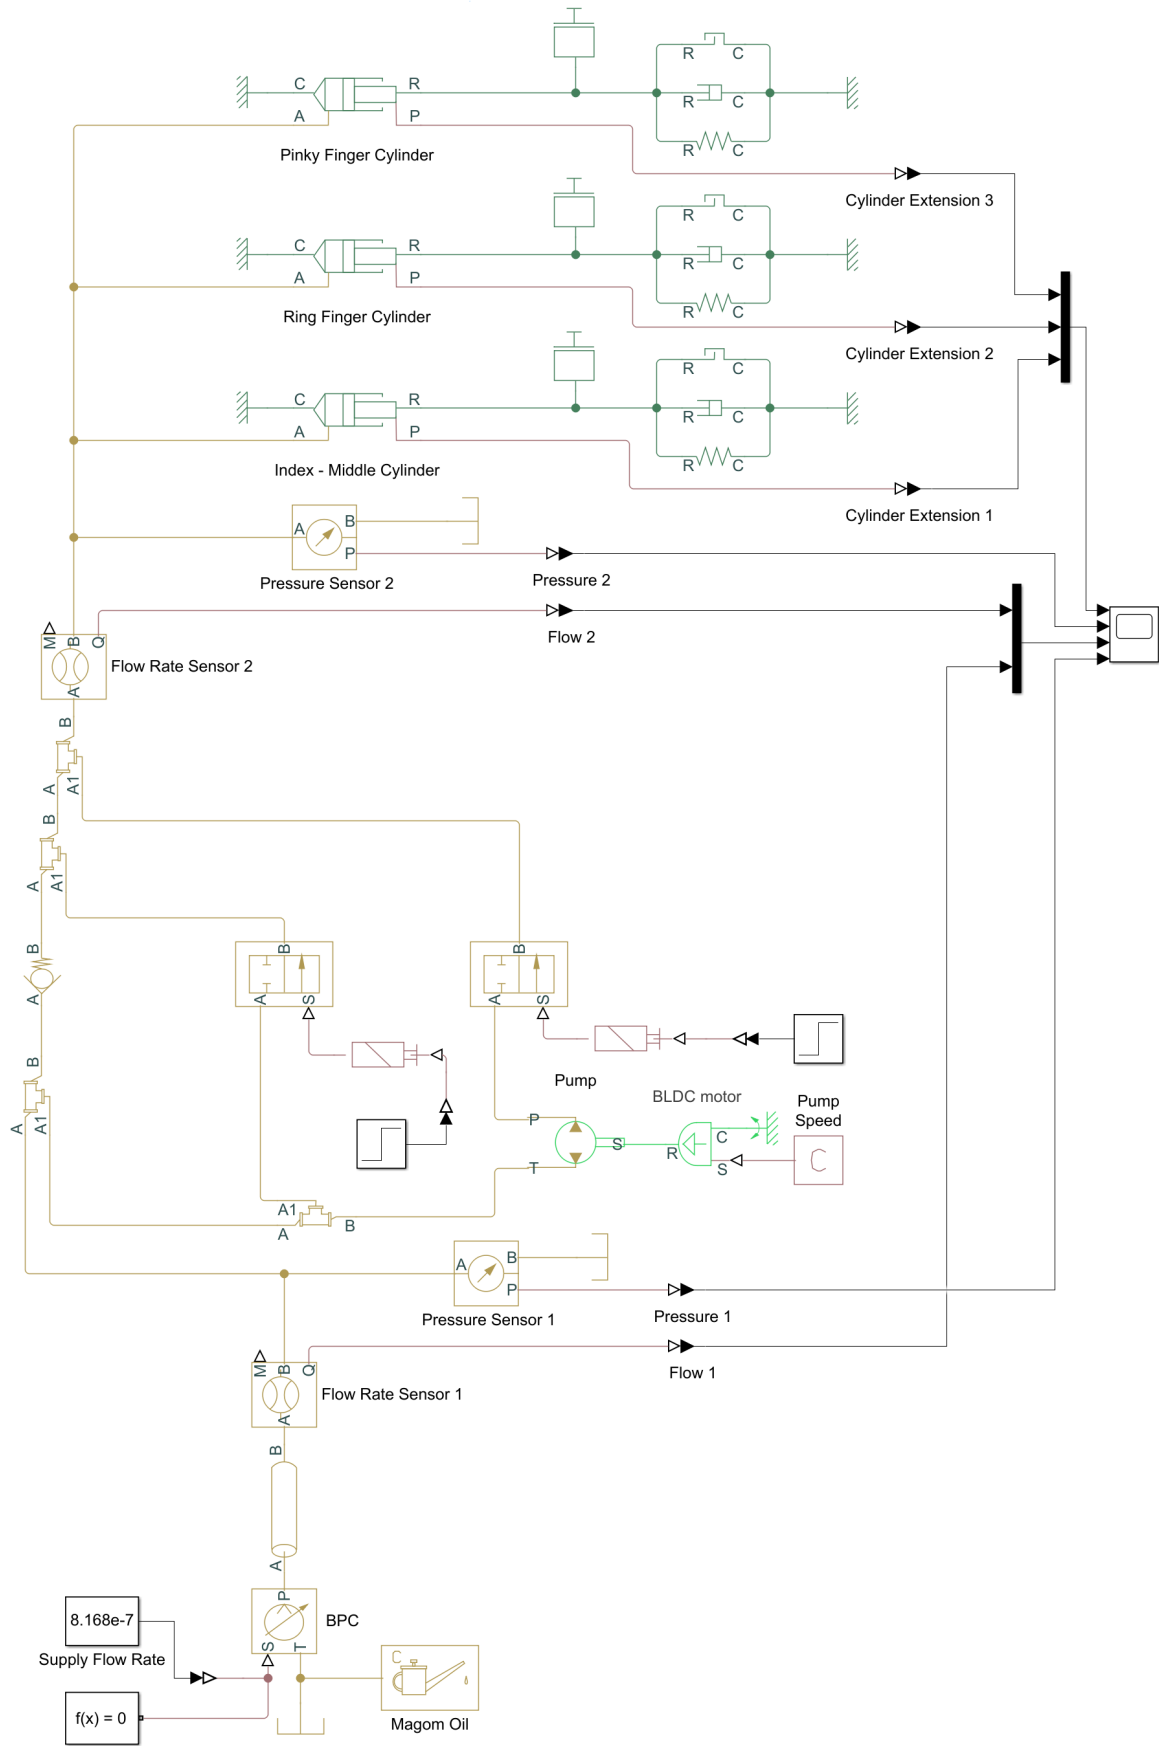 C R R C
A P R C
R C
Pinky Finger Cylinder
Cylinder Extension 3
C R R C
A P R C
R C
Ring Finger Cylinder
Cylinder Extension 2
C R R C
A P R C
R C
Index - Middle Cylinder
Cylinder Extension 1
A B
P
Pressure Sensor 2
Pressure 2
Flow 2
M B Q
A
Flow Rate Sensor 2
B
A A1
B
A A1
B
A
B B
A S A S
B
A A1
Pump
BLDC motor
Pump
Speed
P
S R C
S
C
T
A1
A B
A B
P
Pressure Sensor 1
Pressure 1
Flow 1
M B Q
A
Flow Rate Sensor 1
B
A
P
S T
BPC
8.168e-7
Supply Flow Rate
f(x) = 0
C
Magom Oil